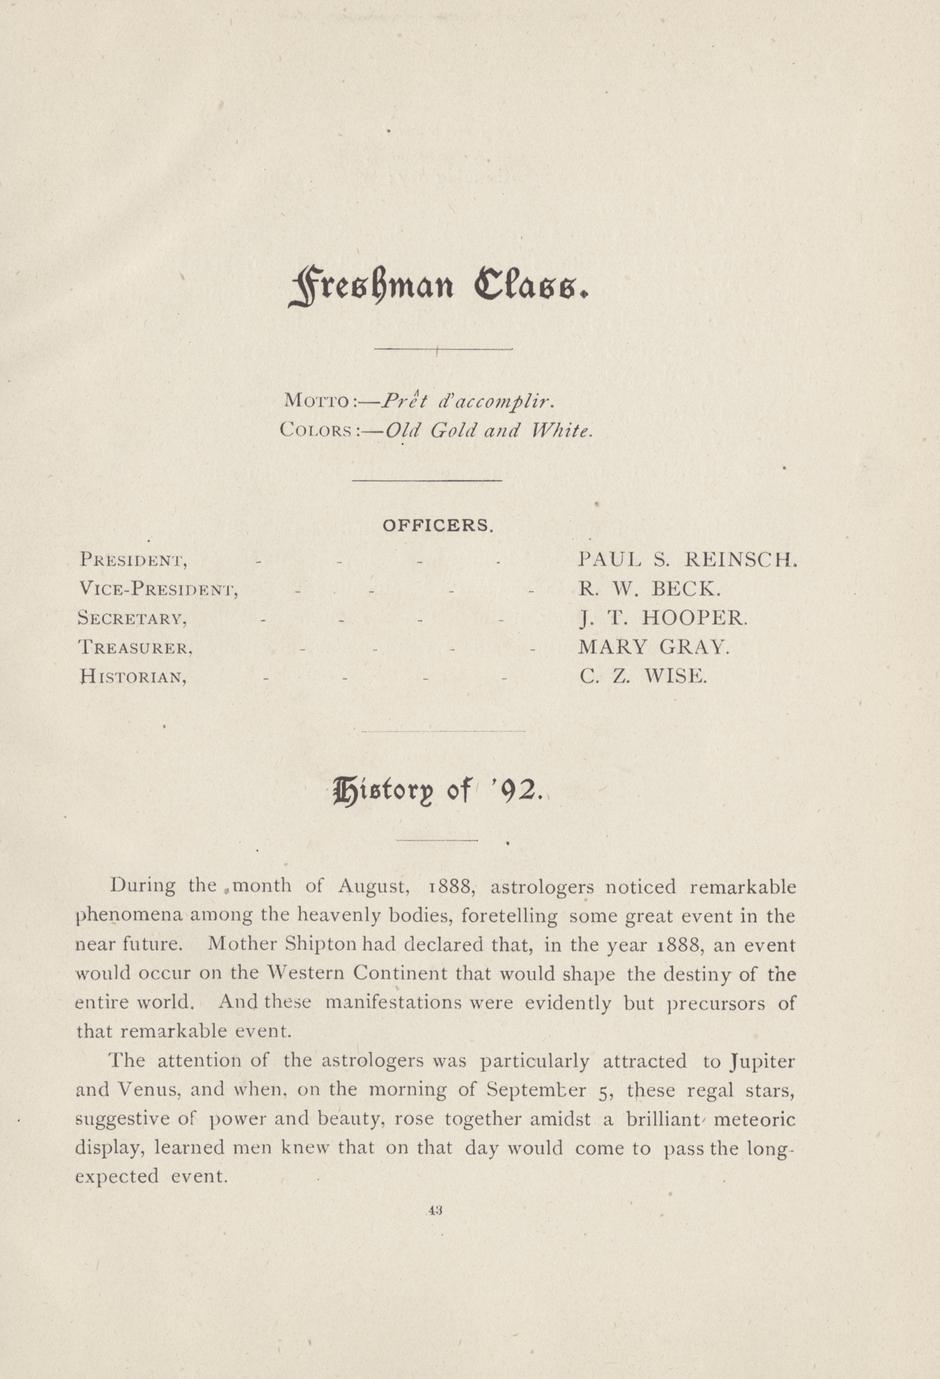 Freshman Class.
MOTTO:—Prêt d'accomplir.
COLORS:—Old Gold and White.
OFFICERS.
PRESIDENT, - - - - PAUL S. REINSCH.
VICE-PRESIDENT, - - - - R. W. BECK.
SECRETARY, - - - - J. T. HOOPER.
TREASURER, - - - - MARY GRAY.
HISTORIAN, - - - - C. Z. WISE.
History of '92.
During the month of August, 1888, astrologers noticed remarkable
phenomena among the heavenly bodies, foretelling some great event in the
near future. Mother Shipton had declared that, in the year 1888, an event
would occur on the Western Continent that would shape the destiny of the
entire world. And these manifestations were evidently but precursors of
that remarkable event.
The attention of the astrologers was particularly attracted to Jupiter
and Venus, and when, on the morning of September 5, these regal stars,
suggestive of power and beauty, rose together amidst a brilliant meteoric
display, learned men knew that on that day would come to pass the long-
expected event.
43